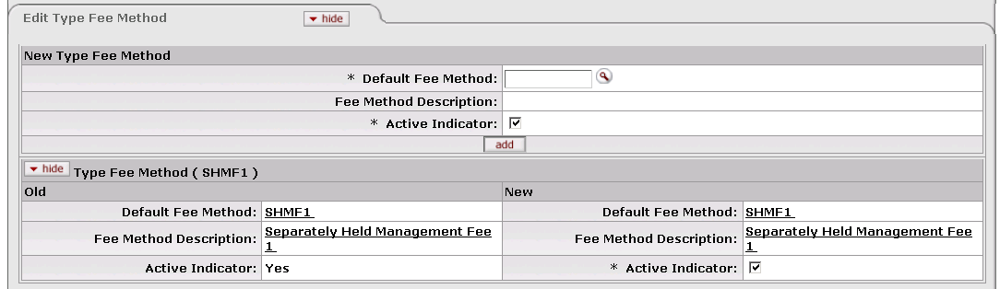 Edit Type Fee Method hide
New Type Fee Method
* Default Fee Method:
Fee Method Description:
* Active Indicator:
add
hide Type Fee Method ( SHMF1 )
Old New
Default Fee Method: SHMF1 Default Fee Method: SHMF1
Fee Method Description: Separately Held Management Fee 1 Fee Method Description: Separately Held Management Fee 1
Active Indicator: Yes * Active Indicator: